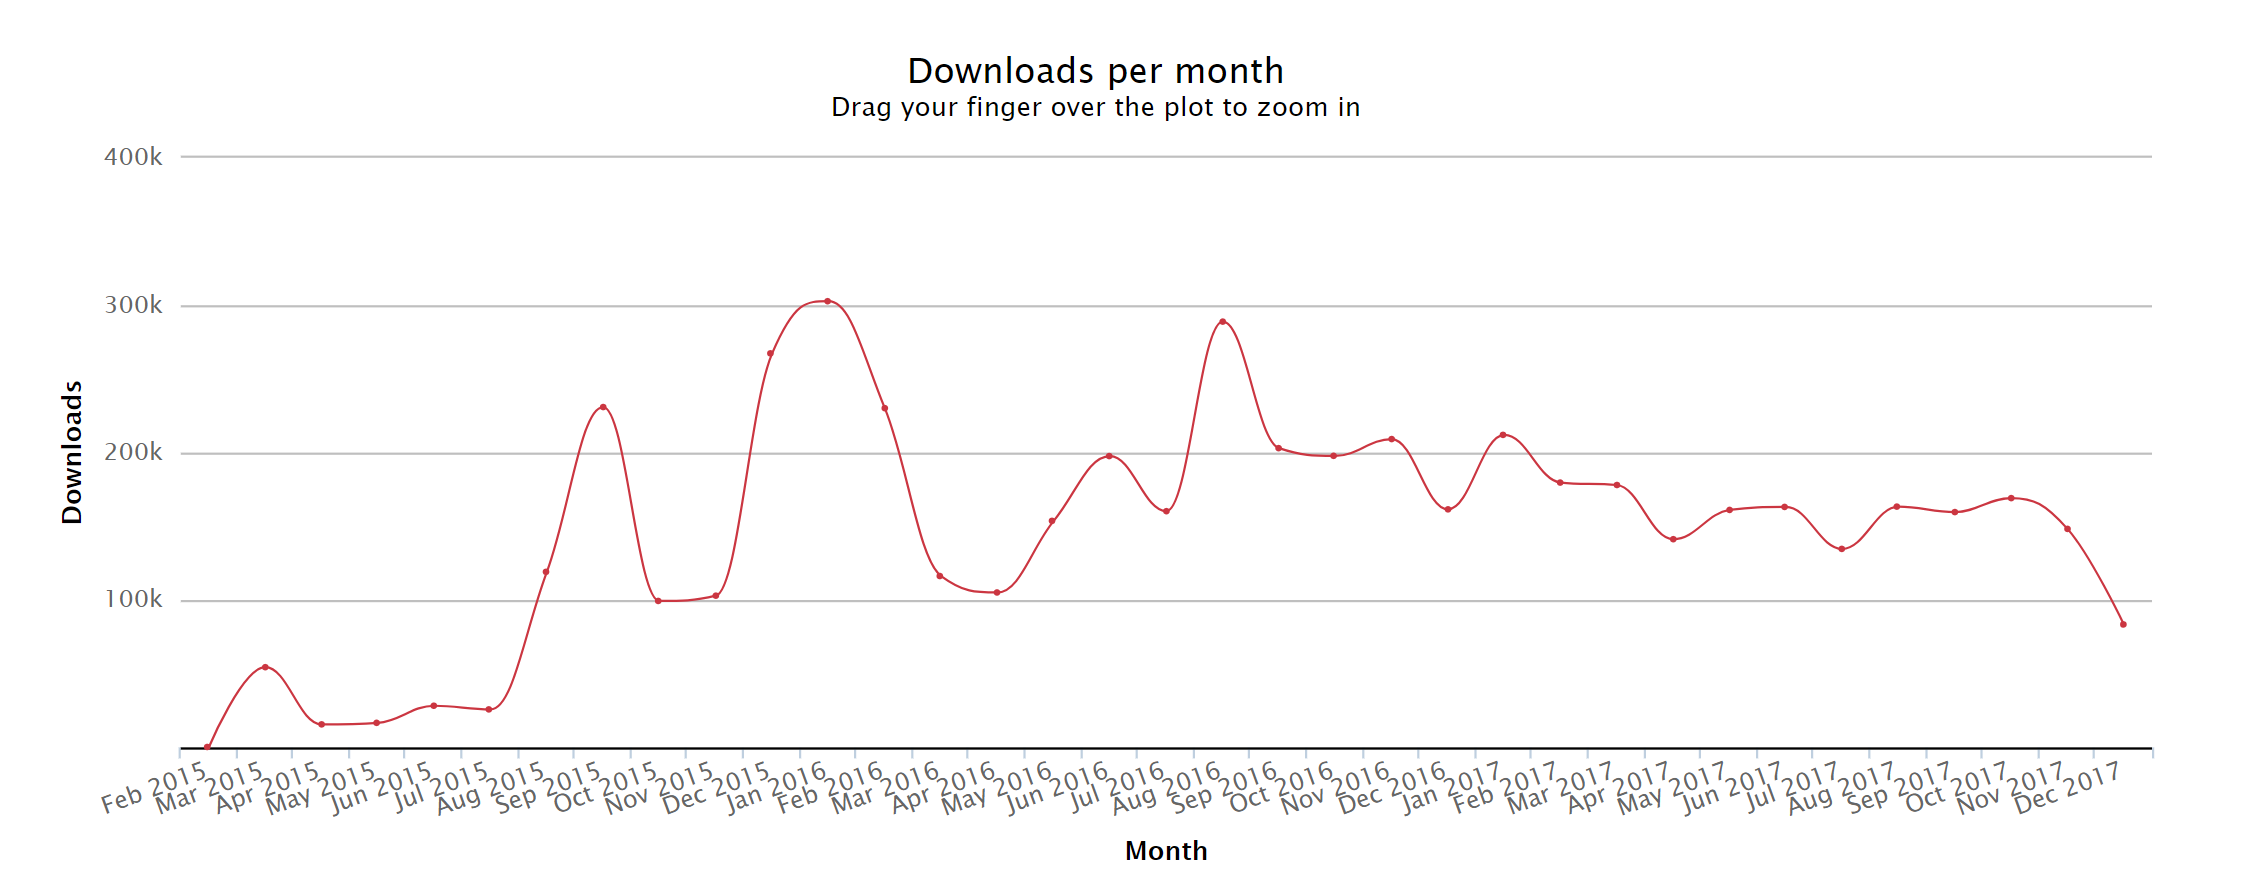 Downloads per month
Drag your finger over the plot to zoom in
400k
300k
200k
100k
Downloads
Feb 2015
Mar 2015
Apr 2015
May 2015
Jun 2015
Jul 2015
Aug 2015
Sep 2015
Oct 2015
Nov 2015
Dec 2015
Jan 2016
Feb 2016
Mar 2016
Apr 2016
May 2016
Jun 2016
Jul 2016
Aug 2016
Sep 2016
Oct 2016
Nov 2016
Dec 2016
Jan 2017
Feb 2017
Mar 2017
Apr 2017
May 2017
Jun 2017
Jul 2017
Aug 2017
Sep 2017
Oct 2017
Nov 2017
Dec 2017
Month